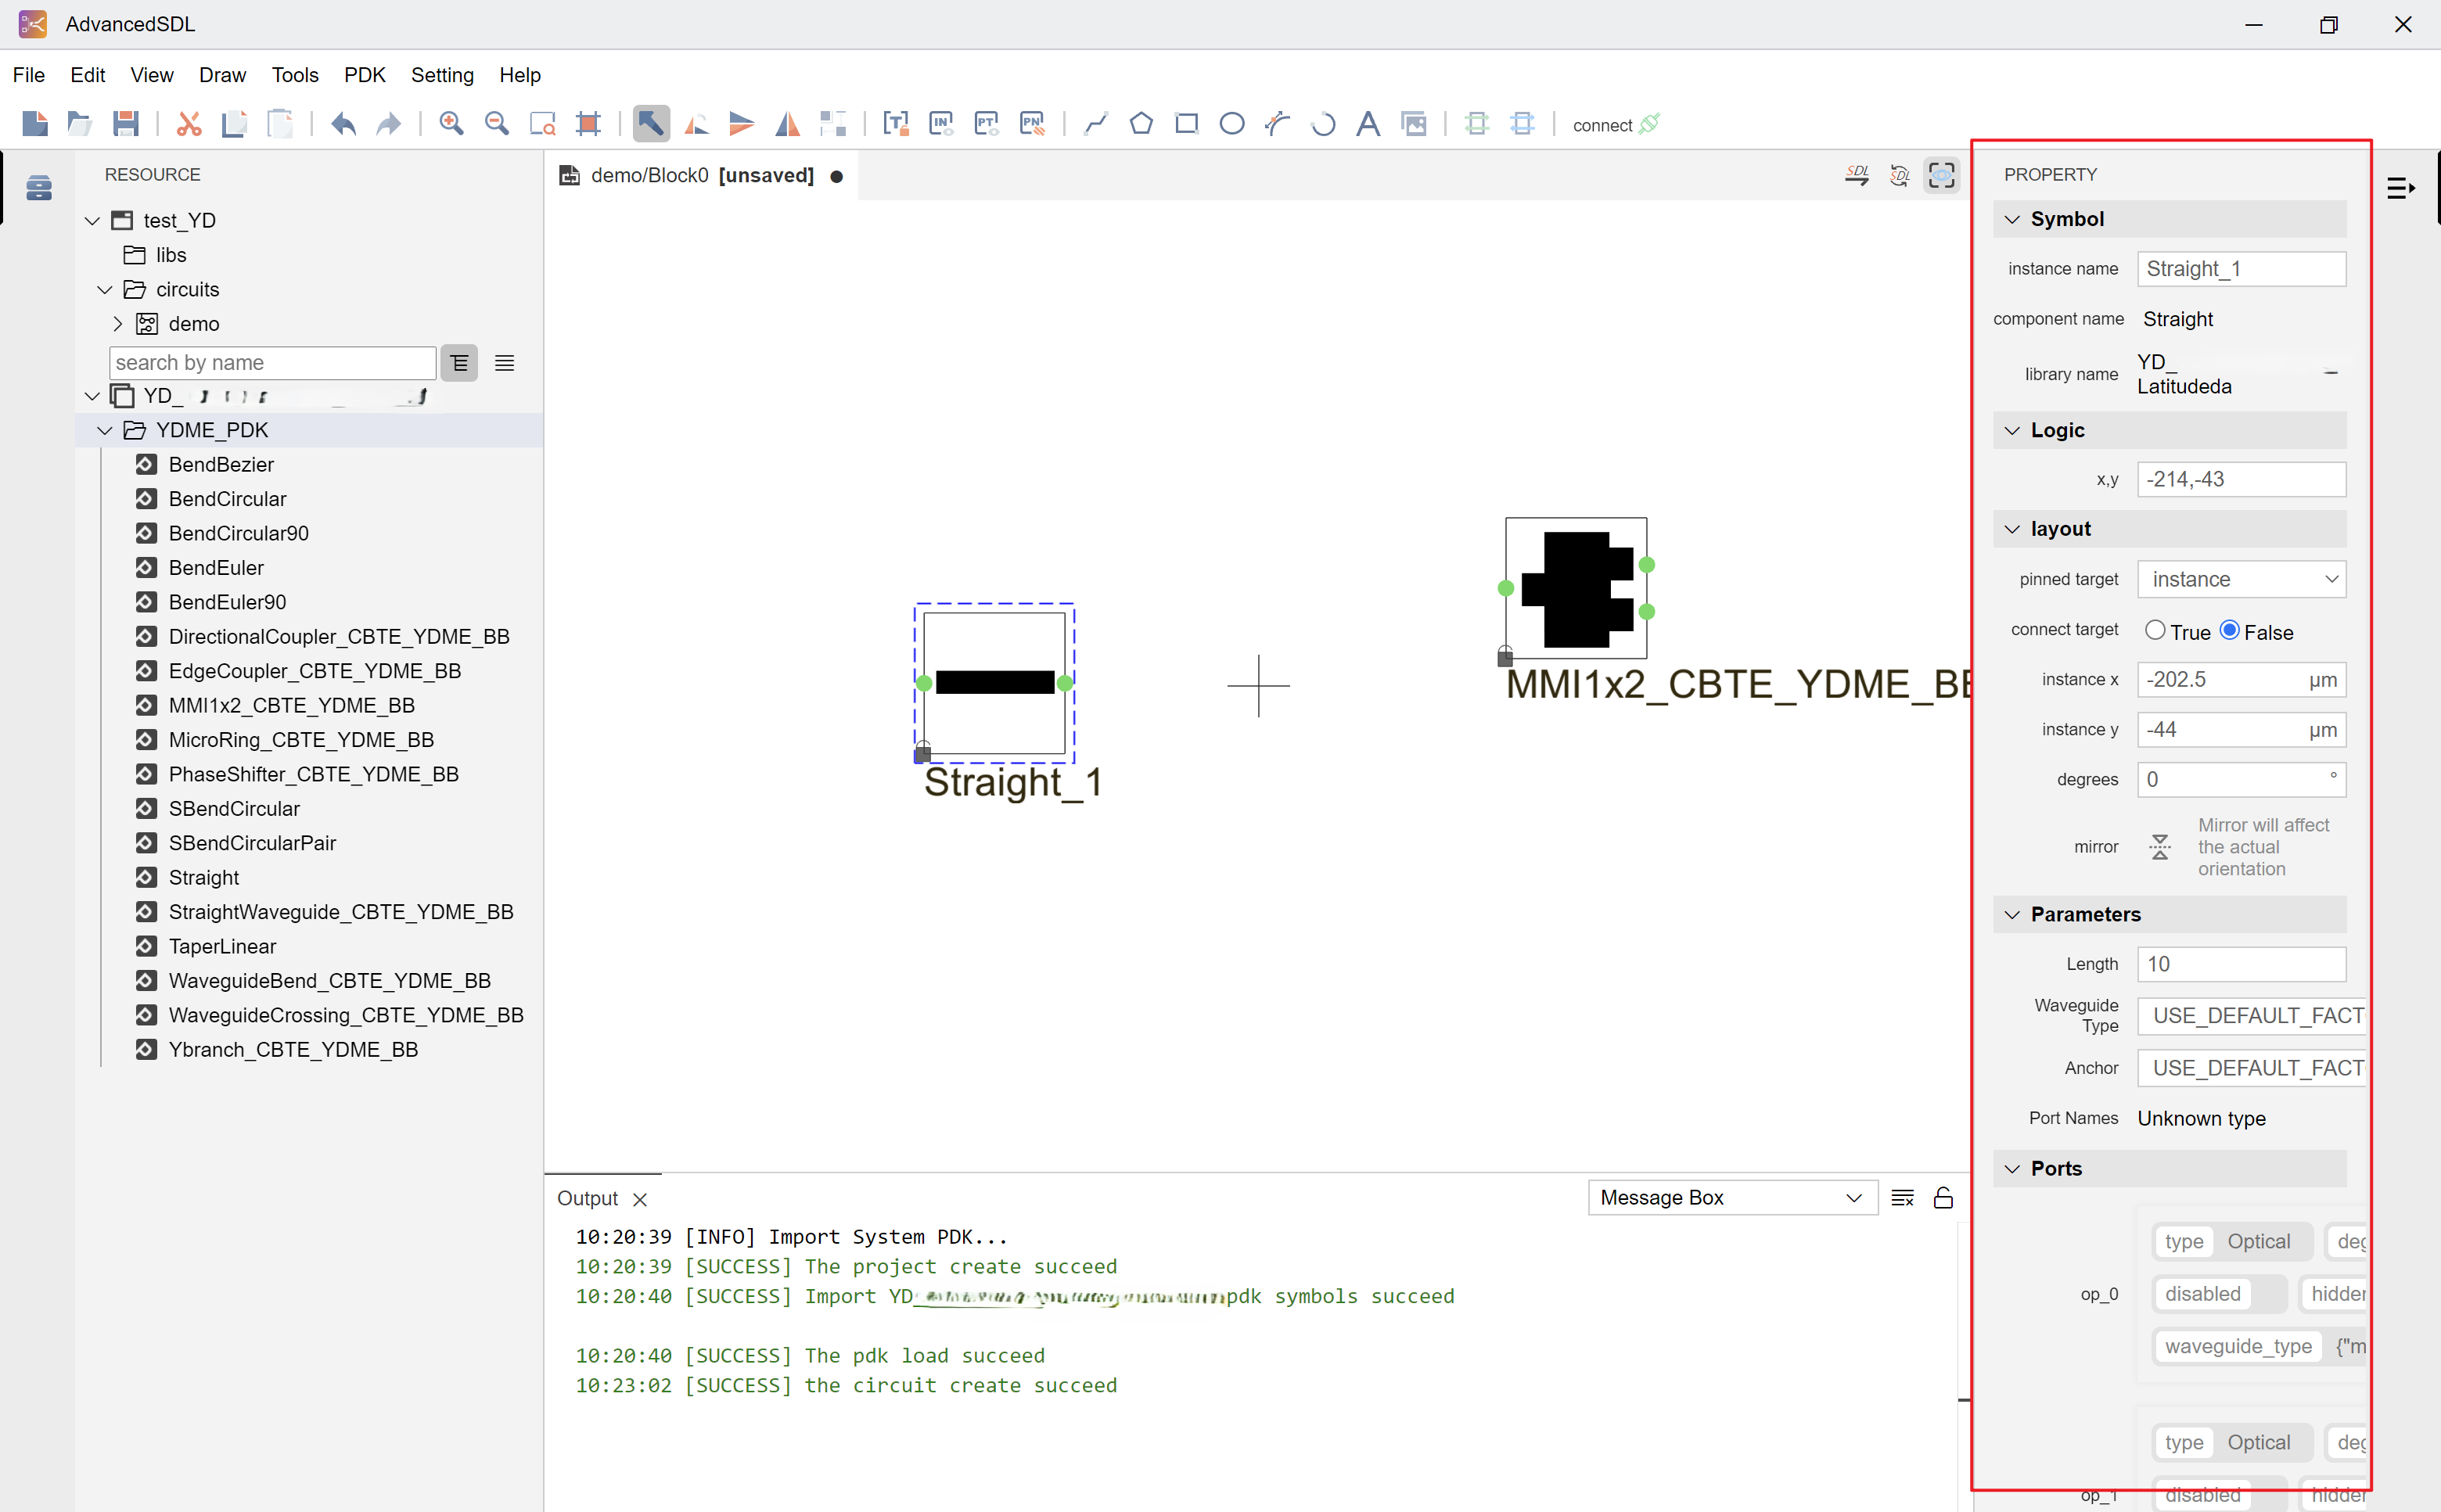 AdvancedSDL
File Edit View Draw Tools PDK Setting Help
connect
RESOURCE
test_YD
libs
circuits
demo
search by name
YD_
YDME_PDK
BendBezier
BendCircular
BendCircular90
BendEuler
BendEuler90
DirectionalCoupler_CBTE_YDME_BB
EdgeCoupler_CBTE_YDME_BB
MMI1x2_CBTE_YDME_BB
MicroRing_CBTE_YDME_BB
PhaseShifter_CBTE_YDME_BB
SBendCircular
SBendCircularPair
Straight
StraightWaveguide_CBTE_YDME_BB
TaperLinear
WaveguideBend_CBTE_YDME_BB
WaveguideCrossing_CBTE_YDME_BB
Ybranch_CBTE_YDME_BB
demo/Block0 [unsaved]
SDL SDL
Straight_1
MMI1x2_CBTE_YDME_BB
Output
Message Box
10:20:39 [INFO] Import System PDK...
10:20:39 [SUCCESS] The project create succeed
10:20:40 [SUCCESS] Import YD_ pdk symbols succeed
10:20:40 [SUCCESS] The pdk load succeed
10:23:02 [SUCCESS] the circuit create succeed
PROPERTY
Symbol
instance name Straight_1
component name Straight
library name YD_ _
Latitudeda
Logic
x,y -214,-43
layout
pinned target instance
connect target True False
instance x -202.5 μm
instance y -44 μm
degrees 0 °
mirror Mirror will affect
the actual
orientation
Parameters
Length 10
Waveguide
Type USE_DEFAULT_FACT
Anchor USE_DEFAULT_FACT
Port Names Unknown type
Ports
op_0
type Optical deg
disabled hidden
waveguide_type {"m
op_1
type Optical deg
disabled hidden